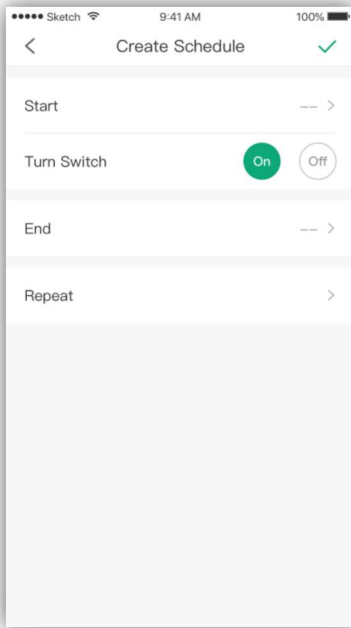 Sketch 9:41 AM 100%
Create Schedule
Start -- >
Turn Switch On Off
End -- >
Repeat >